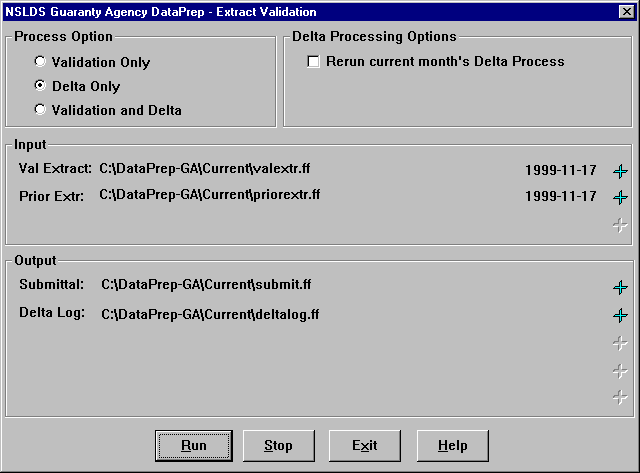 NSLDS Guaranty Agency DataPrep - Extract Validation
Process Option
Validation Only
Delta Only
Validation and Delta
Delta Processing Options
Rerun current month's Delta Process
Input
Val Extract: C:\DataPrep-GA\Current\valextr.ff 1999-11-17
Prior Extr: C:\DataPrep-GA\Current\priorextr.ff 1999-11-17
Output
Submittal: C:\DataPrep-GA\Current\submit.ff
Delta Log: C:\DataPrep-GA\Current\deltalog.ff
Run Stop Exit Help